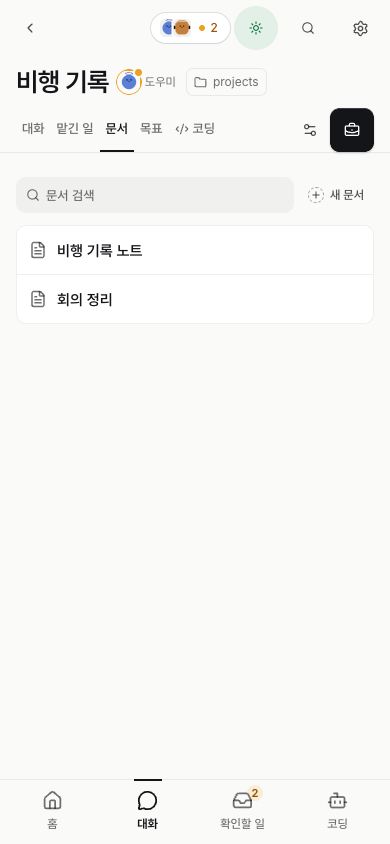 2
비행 기록
도우미
projects
대화
맡긴 일
문서
목표
</> 코딩
문서 검색
새 문서
비행 기록 노트
회의 정리
2
홈
대화
확인할 일
코딩